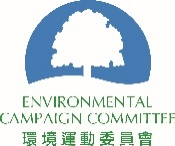 ENVIRONMENTAL
CAMPAIGN COMMITTEE
環境運動委員會